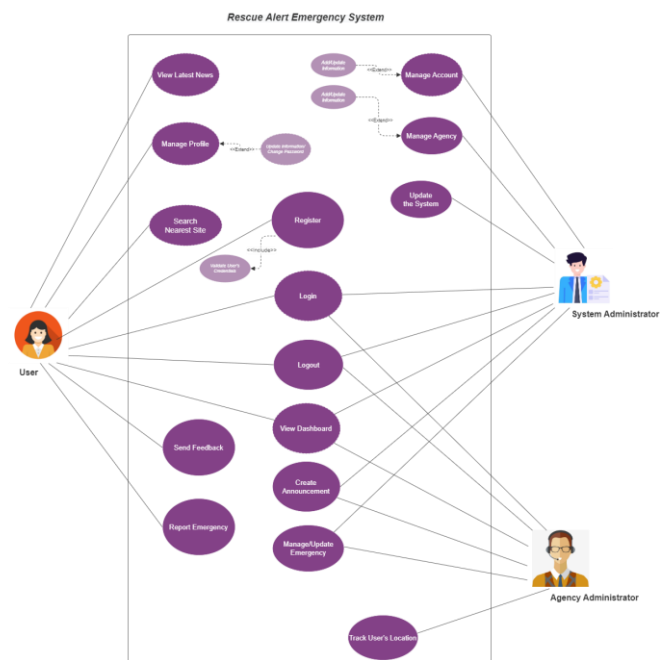 Rescue Alert Emergency System
View Latest News
Add/Update
Information
<<Extend>>
Manage Account
Add/Update
Information
<<Extend>>
Manage Agency
Manage Profile
<<Extend>>
Update Information/
Change Password
Update
the System
Search
Nearest Site
Register
<<Include>>
Validate User's
Credentials
Login
System Administrator
User
Logout
View Dashboard
Send Feedback
Create
Announcement
Report Emergency
Manage/Update
Emergency
Agency Administrator
Track User's Location